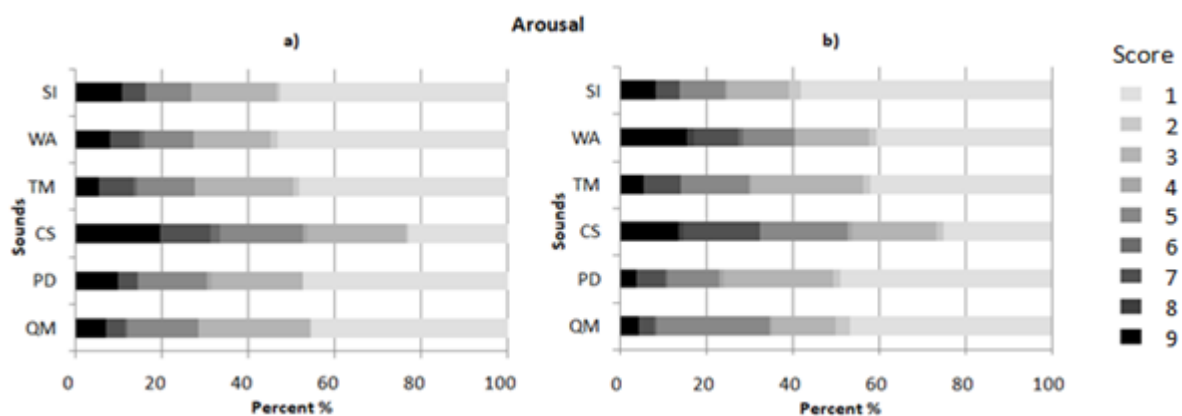 Arousal
a)
b)
Sounds
SI
WA
TM
CS
PD
QM
0 20 40 60 80 100
Percent %
Sounds
SI
WA
TM
CS
PD
QM
0 20 40 60 80 100
Percent %
Score
1
2
3
4
5
6
7
8
9